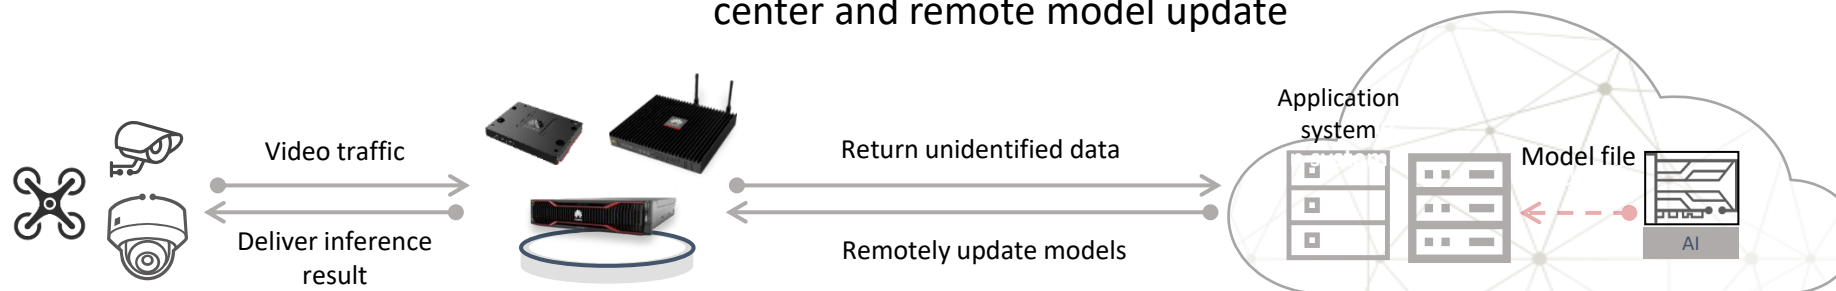 center and remote model update
Application
system
Video traffic
Return unidentified data
Model file
Deliver inference
result
Remotely update models
AI